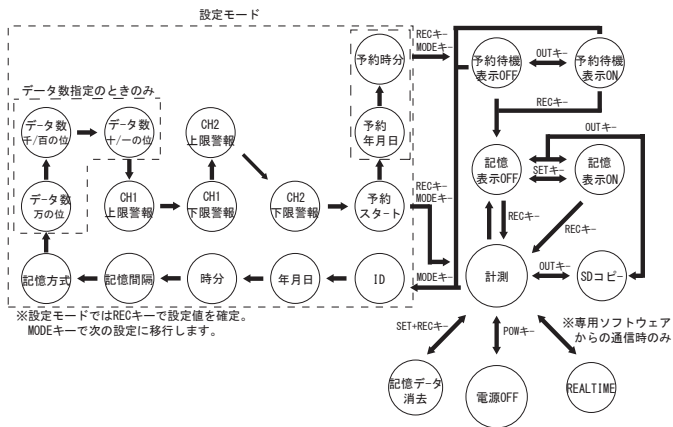 設定モード
データ数指定のときのみ
予約時分
RECキー
MODEキー
予約待機
表示OFF
OUTキー
予約待機
表示ON
データ数
千/百の位
データ数
十/一の位
CH2
上限警報
予約
年月日
RECキー
OUTキー
データ数
万の位
CH1
上限警報
CH1
下限警報
CH2
下限警報
予約
スタート
RECキー
MODEキー
記憶
表示OFF
SETキー
記憶
表示ON
RECキー
RECキー
記憶方式
記憶間隔
時分
年月日
ID
MODEキー
計測
OUTキー
SDコピー
※設定モードではRECキーで設定値を確定。
MODEキーで次の設定に移行します。
SET+RECキー
POWキー
※専用ソフトウェア
からの通信時のみ
記憶データ
消去
電源OFF
REALTIME